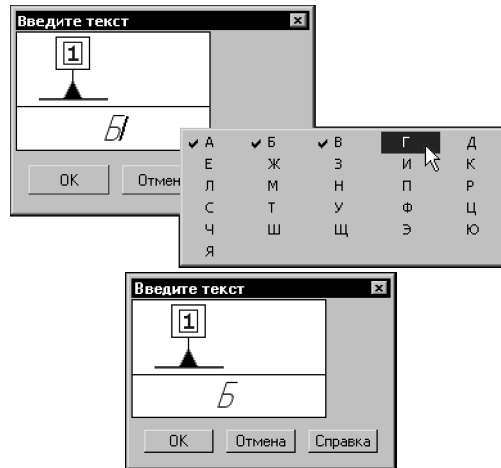 Введите текст
1
Б
OK Отмен
А Б В Г Д
Е Ж З И К
Л М Н П Р
С Т У Ф Ц
Ч Ш Щ Э Ю
Я
Введите текст
1
Б
OK Отмена Справка